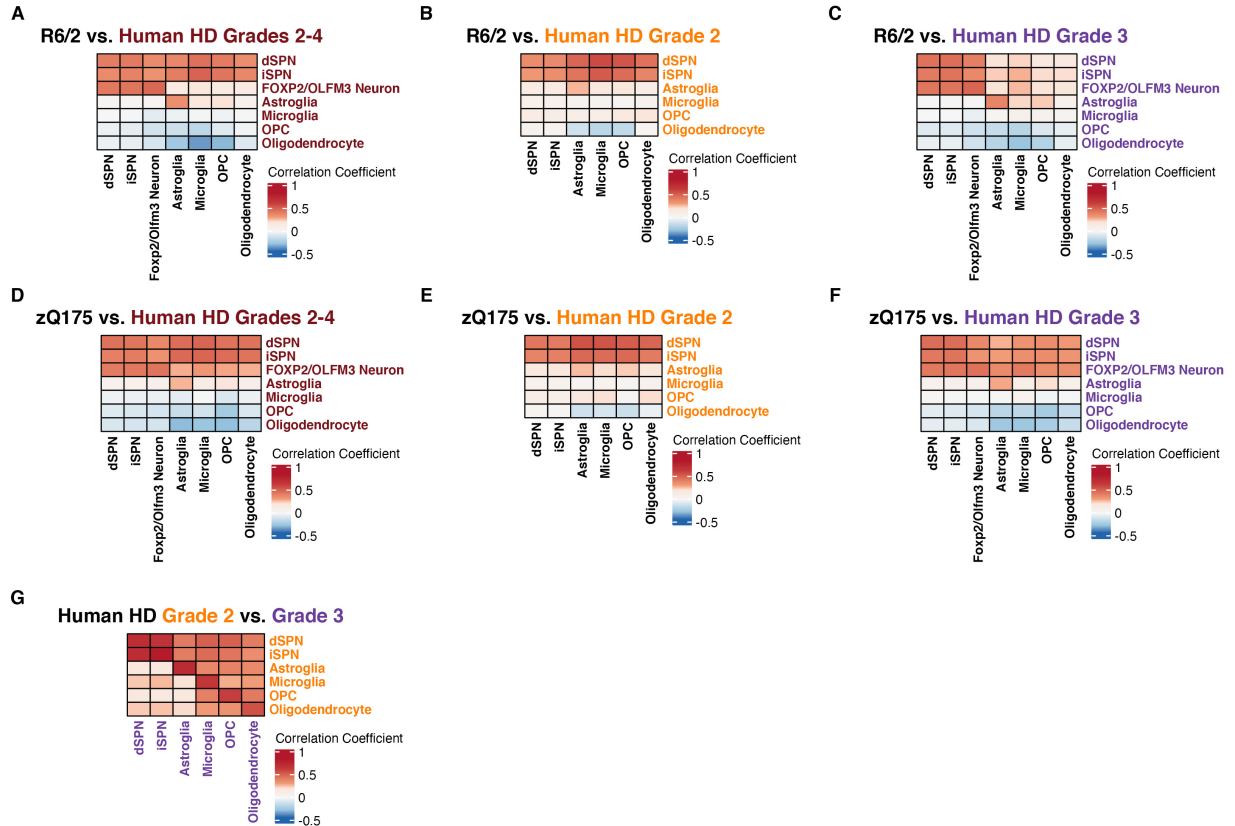 A
R6/2 vs. Human HD Grades 2-4
dSPN
iSPN
FOXP2/OLFM3 Neuron
Astroglia
Microglia
OPC
Oligodendrocyte
dSPN
iSPN
Foxp2/Olfm3 Neuron
Astroglia
Microglia
OPC
Oligodendrocyte
Correlation Coefficient
1
0.5
0
-0.5
B
R6/2 vs. Human HD Grade 2
dSPN
iSPN
Astroglia
Microglia
OPC
Oligodendrocyte
dSPN
iSPN
Astroglia
Microglia
OPC
Oligodendrocyte
Correlation Coefficient
1
0.5
0
-0.5
C
R6/2 vs. Human HD Grade 3
dSPN
iSPN
FOXP2/OLFM3 Neuron
Astroglia
Microglia
OPC
Oligodendrocyte
dSPN
iSPN
Foxp2/Olfm3 Neuron
Astroglia
Microglia
OPC
Oligodendrocyte
Correlation Coefficient
1
0.5
0
-0.5
D
zQ175 vs. Human HD Grades 2-4
dSPN
iSPN
FOXP2/OLFM3 Neuron
Astroglia
Microglia
OPC
Oligodendrocyte
dSPN
iSPN
Foxp2/Olfm3 Neuron
Astroglia
Microglia
OPC
Oligodendrocyte
Correlation Coefficient
1
0.5
0
-0.5
E
zQ175 vs. Human HD Grade 2
dSPN
iSPN
Astroglia
Microglia
OPC
Oligodendrocyte
dSPN
iSPN
Astroglia
Microglia
OPC
Oligodendrocyte
Correlation Coefficient
1
0.5
0
-0.5
F
zQ175 vs. Human HD Grade 3
dSPN
iSPN
FOXP2/OLFM3 Neuron
Astroglia
Microglia
OPC
Oligodendrocyte
dSPN
iSPN
Foxp2/Olfm3 Neuron
Astroglia
Microglia
OPC
Oligodendrocyte
Correlation Coefficient
1
0.5
0
-0.5
G
Human HD Grade 2 vs. Grade 3
dSPN
iSPN
Astroglia
Microglia
OPC
Oligodendrocyte
dSPN
iSPN
Astroglia
Microglia
OPC
Oligodendrocyte
Correlation Coefficient
1
0.5
0
-0.5